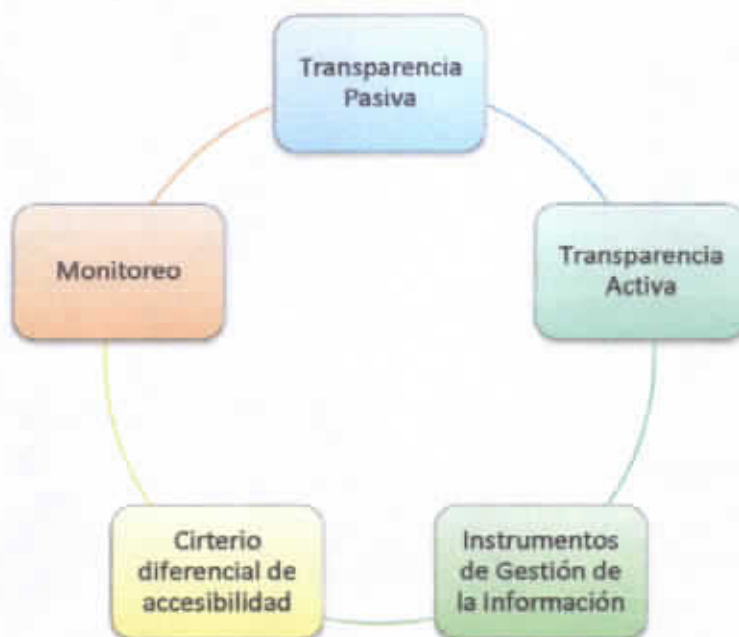 Transparencia
Pasiva
Transparencia
Activa
Instrumentos
de Gestión de
la Información
Cirterio
diferencial de
accesibilidad
Monitoreo